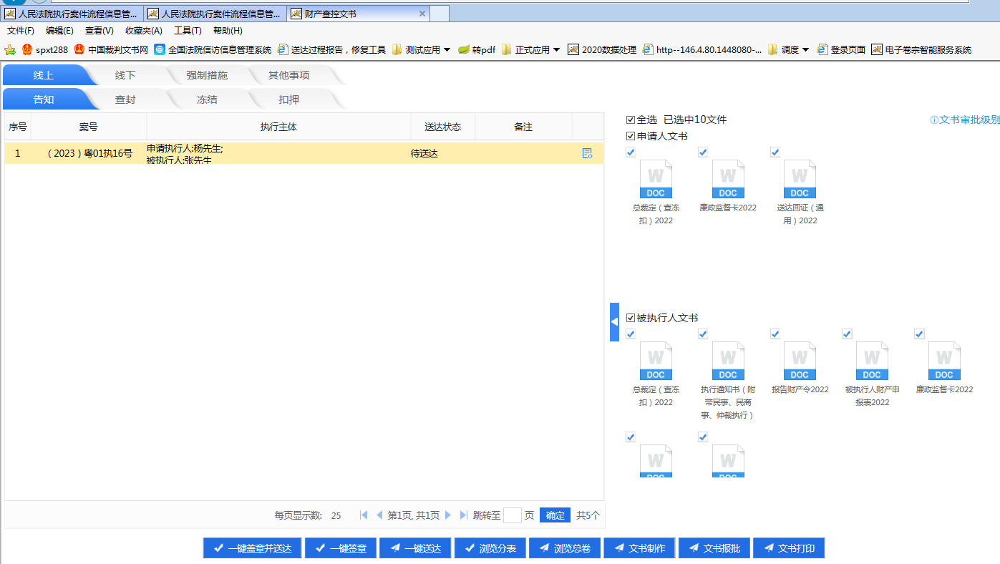 人民法院执行案件流程信息管... 人民法院执行案件流程信息管... 财产查控文书
文件(F) 编辑(E) 查看(V) 收藏夹(A) 工具(T) 帮助(H)
spxt288 中国裁判文书网 全国法院信访信息管理系统 送达过程报告，修复工具 测试应用 转pdf 正式应用 2020数据处理 http--146.4.80.1448080-... 调度 登录页面 电子卷宗智能服务系统
线上 线下 强制措施 其他事项
告知 查封 冻结 扣押
序号 案号 执行主体 送达状态 备注
1 （2023）粤01执16号 申请执行人;杨先生; 待送达
被执行人;张先生
每页显示数: 25 第1页, 共1页 跳转至 页 确定 共5个
全选 已选中10文件 文书审批级别
申请人文书
DOC DOC DOC
总裁定（查冻 廉政监督卡2022 送达回证（通
扣）2022 用）2022
被执行人文书
DOC DOC DOC DOC DOC
总裁定（查冻 执行通知书（附 报告财产令2022 被执行人财产申 廉政监督卡2022
扣）2022 带民事、民商 报表2022
事、仲裁执行）
DOC DOC
一键盖章并送达 一键签章 一键送达 浏览分表 浏览总卷 文书制作 文书报批 文书打印